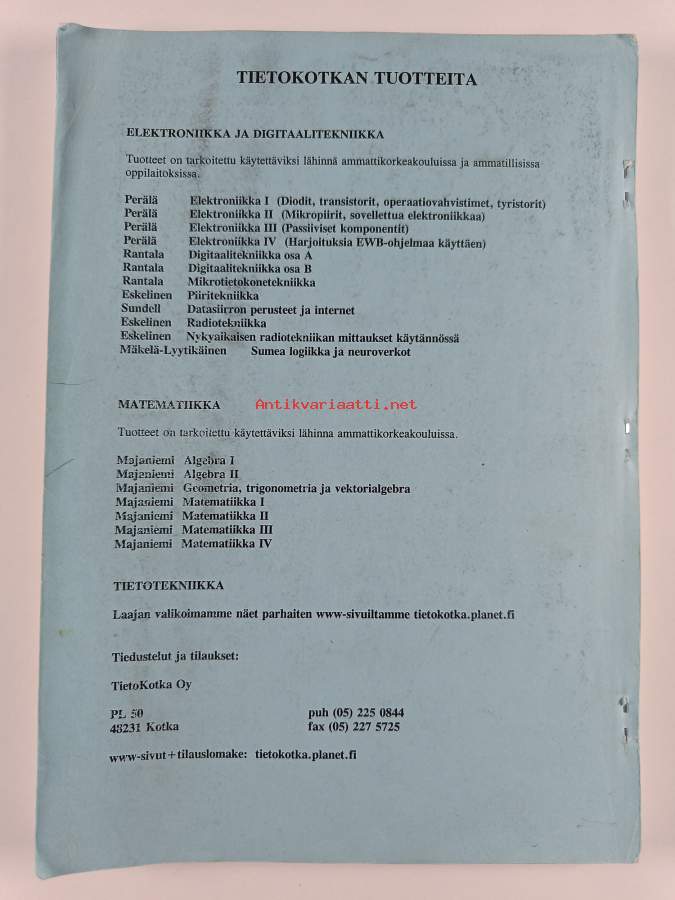 TIETOKOTKAN TUOTTEITA
ELEKTRONIIKKA JA DIGITAALITEKNIIKKA
Tuotteet on tarkoitettu käytettäviksi lähinnä ammattikorkeakouluissa ja ammatillisissa
oppilaitoksissa.
Perälä Elektroniikka I (Diodit, transistorit, operaatiovahvistimet, tyristorit)
Perälä Elektroniikka II (Mikropiirit, sovellettua elektroniikkaa)
Perälä Elektroniikka III (Passiiviset komponentit)
Perälä Elektroniikka IV (Harjoituksia EWB-ohjelmaa käyttäen)
Rantala Digitaalitekniikka osa A
Rantala Digitaalitekniikka osa B
Rantala Mikrotietokonetekniikka
Eskelinen Piiritekniikka
Sundell Datasiirron perusteet ja internet
Eskelinen Radiotekniikka
Eskelinen Nykyaikaisen radiotekniikan mittaukset käytännössä
Mäkelä-Lyytikäinen Sumea logiikka ja neuroverkot
MATEMATIIKKA
Antikvariaatti.net
Tuotteet on tarkoitettu käytettäviksi lähinna ammattikorkeakouluissa.
Majaniemi Algebra I
Majaniemi Algebra II
Majaniemi Geometria, trigonometria ja vektorialgebra
Majaniemi Matematiikka I
Majaniemi Matematiikka II
Majaniemi Matematiikka III
Majaniemi Matematiikka IV
TIETOTEKNIIKKA
Laajan valikoimamme näet parhaiten www-sivuiltamme tietokotka.planet.fi
Tiedustelut ja tilaukset:
TietoKotka Oy
PL 50 puh (05) 225 0844
48231 Kotka fax (05) 227 5725
www-sivut+tilauslomake: tietokotka.planet.fi